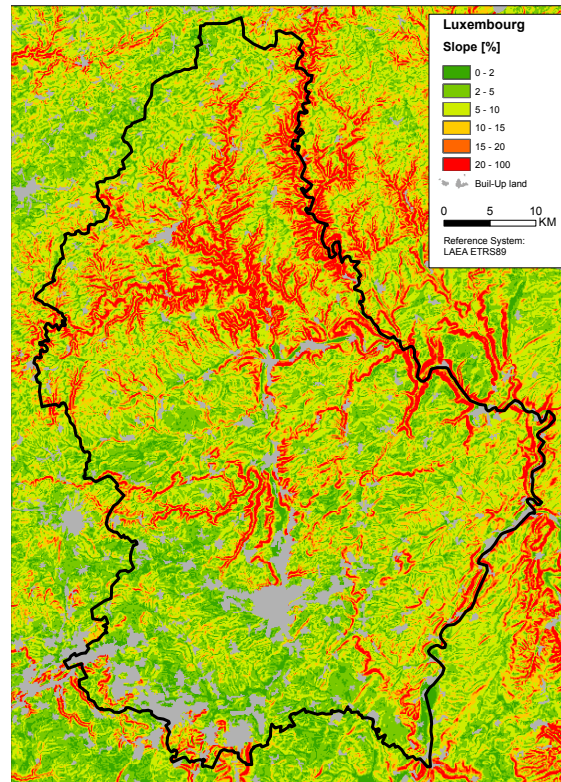 Luxembourg
Slope [%]
0 - 2
2 - 5
5 - 10
10 - 15
15 - 20
20 - 100
Buil-Up land
0 5 10
KM
Reference System:
LAEA ETRS89